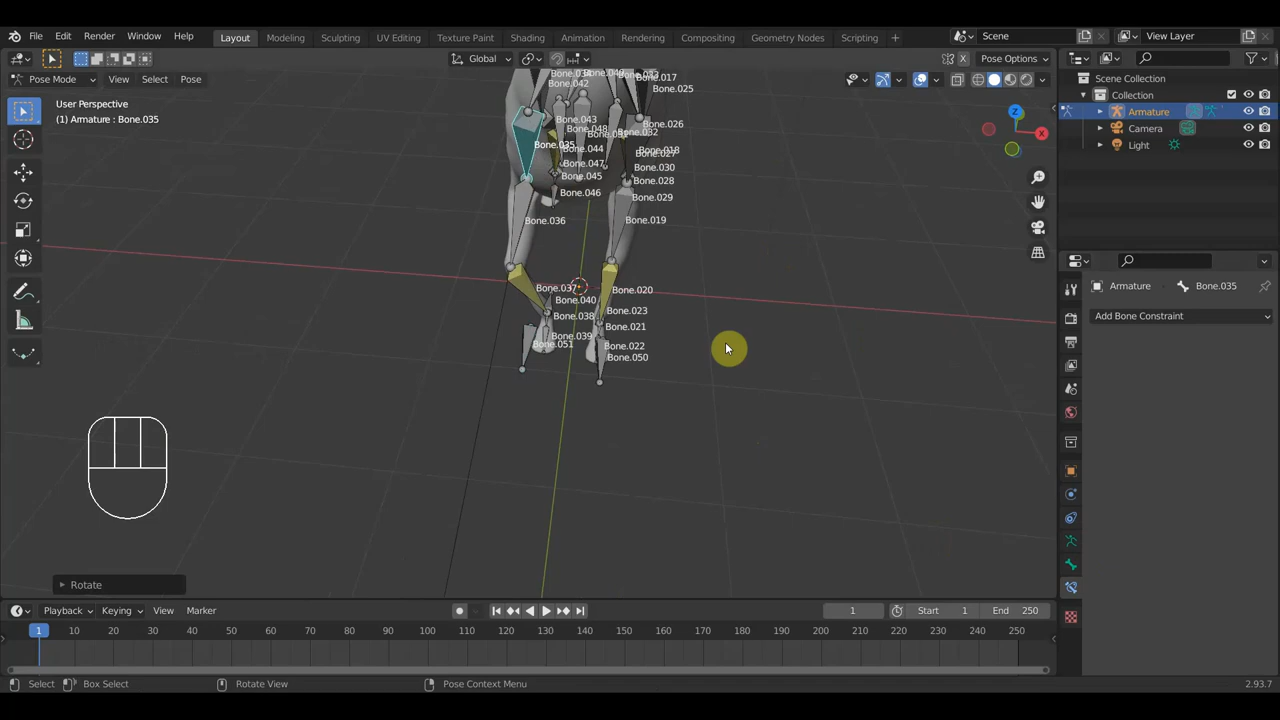 File Edit Render Window Help Layout Modeling Sculpting UV Editing Texture Paint Shading Animation Rendering Compositing Geometry Nodes Scripting + Scene View Layer
Global Pose Options
Pose Mode View Select Pose
Scene Collection
Collection
Armature
Camera
Light
User Perspective
(1) Armature : Bone.035
X
Bone.017
Bone.042
Bone.025
Bone.043
Bone.026
Bone.048
Bone.032
Bone.035
Bone.044
Bone.018
Bone.047
Bone.030
Bone.045
Bone.028
Bone.046
Bone.029
Bone.036
Bone.019
Bone.037
Bone.020
Bone.040
Bone.038
Bone.023
Bone.021
Bone.039
Bone.051
Bone.022
Bone.050
Armature > Bone.035
Add Bone Constraint
Rotate
Playback Keying View Marker 1 Start 1 End 250
1 10 20 30 40 50 60 70 80 90 100 110 120 130 140 150 160 170 180 190 200 210 220 230 240 250
Select Box Select Rotate View Pose Context Menu 2.93.7